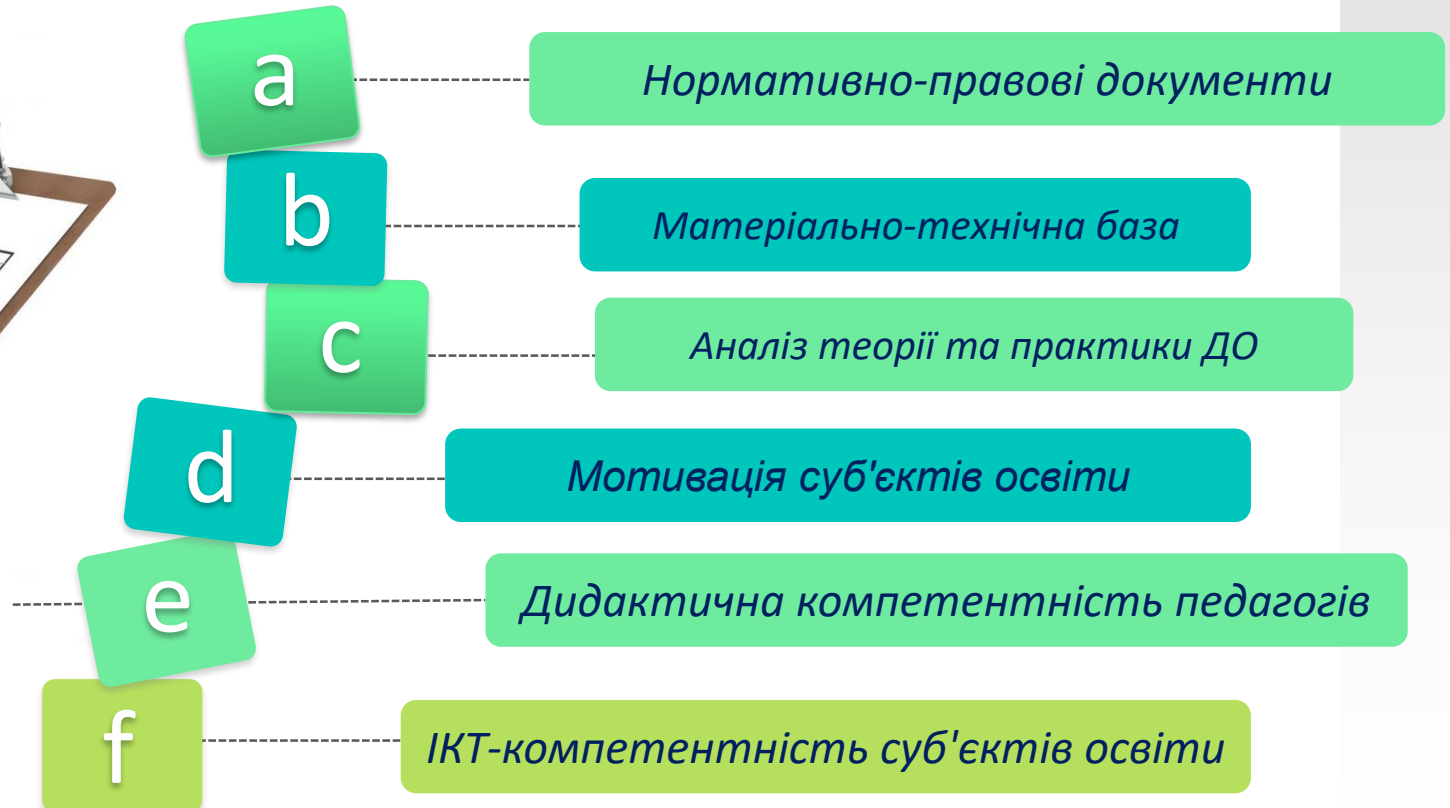 a
Нормативно-правові документи
b
Матеріально-технічна база
c
Аналіз теорії та практики ДО
d
Мотивація суб'єктів освіти
e
Дидактична компетентність педагогів
f
ІКТ-компетентність суб'єктів освіти